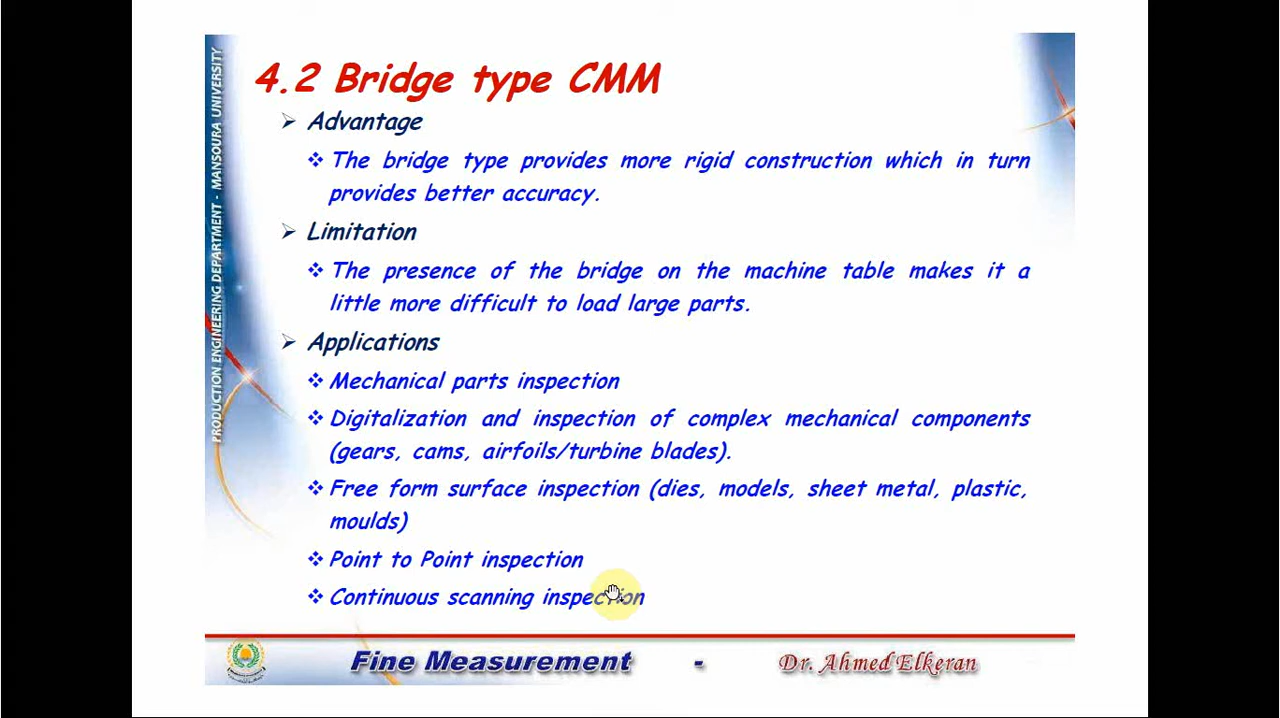 4.2 Bridge type CMM
Advantage
The bridge type provides more rigid construction which in turn
provides better accuracy.
Limitation
The presence of the bridge on the machine table makes it a
little more difficult to load large parts.
Applications
Mechanical parts inspection
Digitalization and inspection of complex mechanical components
(gears, cams, airfoils/turbine blades).
Free form surface inspection (dies, models, sheet metal, plastic,
moulds)
Point to Point inspection
Continuous scanning inspection
PRODUCTION ENGINEERING DEPARTMENT - MANSOURA UNIVERSITY
Fine Measurement - Dr. Ahmed Elkeran